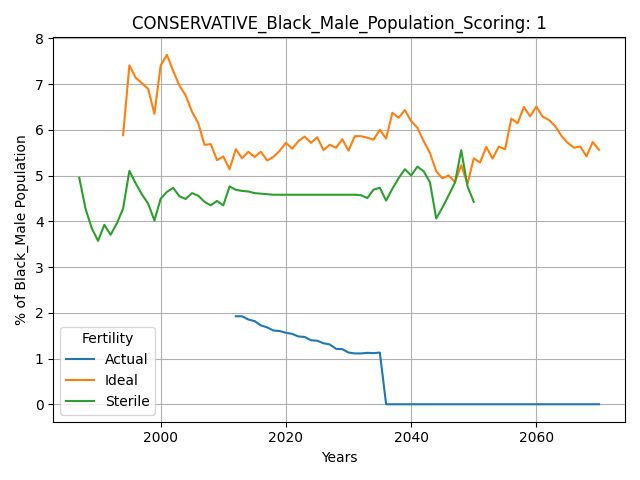 CONSERVATIVE_Black_Male_Population_Scoring: 1
% of Black_Male Population
8
7
6
5
4
3
2
1
0
Fertility
Actual
Ideal
Sterile
2000 2020 2040 2060
Years